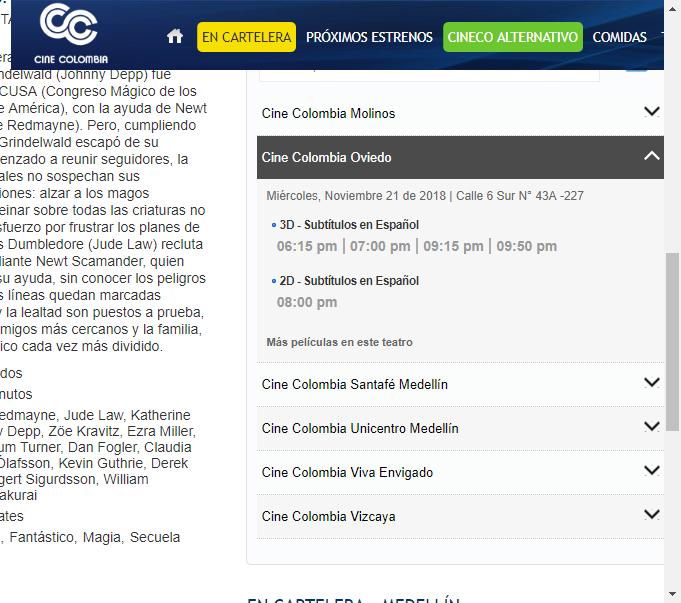 CINE COLOMBIA
EN CARTELERA
PRÓXIMOS ESTRENOS
CINECO ALTERNATIVO
COMIDAS
(Johnny Depp) fue
CUSA (Congreso Mágico de los
e América), con la ayuda de Newt
e Redmayne). Pero, cumpliendo
Grindelwald escapó de su
enzado a reunir seguidores, la
ales no sospechan sus
iones: alzar a los magos
einar sobre todas las criaturas no
sfuerzo por frustrar los planes de
s Dumbledore (Jude Law) recluta
diante Newt Scamander, quien
su ayuda, sin conocer los peligros
s líneas quedan marcadas
y la lealtad son puestos a prueba,
migos más cercanos y la familia,
ico cada vez más dividido.
dos
nutos
edmayne, Jude Law, Katherine
y Depp, Zöe Kravitz, Ezra Miller,
um Turner, Dan Fogler, Claudia
Ólafsson, Kevin Guthrie, Derek
gert Sigurdsson, William
akurai
ates
, Fantástico, Magia, Secuela
Cine Colombia Molinos
Cine Colombia Oviedo
Miércoles, Noviembre 21 de 2018 | Calle 6 Sur N° 43A -227
3D - Subtítulos en Español
06:15 pm | 07:00 pm | 09:15 pm | 09:50 pm
2D - Subtítulos en Español
08:00 pm
Más películas en este teatro
Cine Colombia Santafé Medellín
Cine Colombia Unicentro Medellín
Cine Colombia Viva Envigado
Cine Colombia Vizcaya
EN CARTELERA - MEDELLÍN